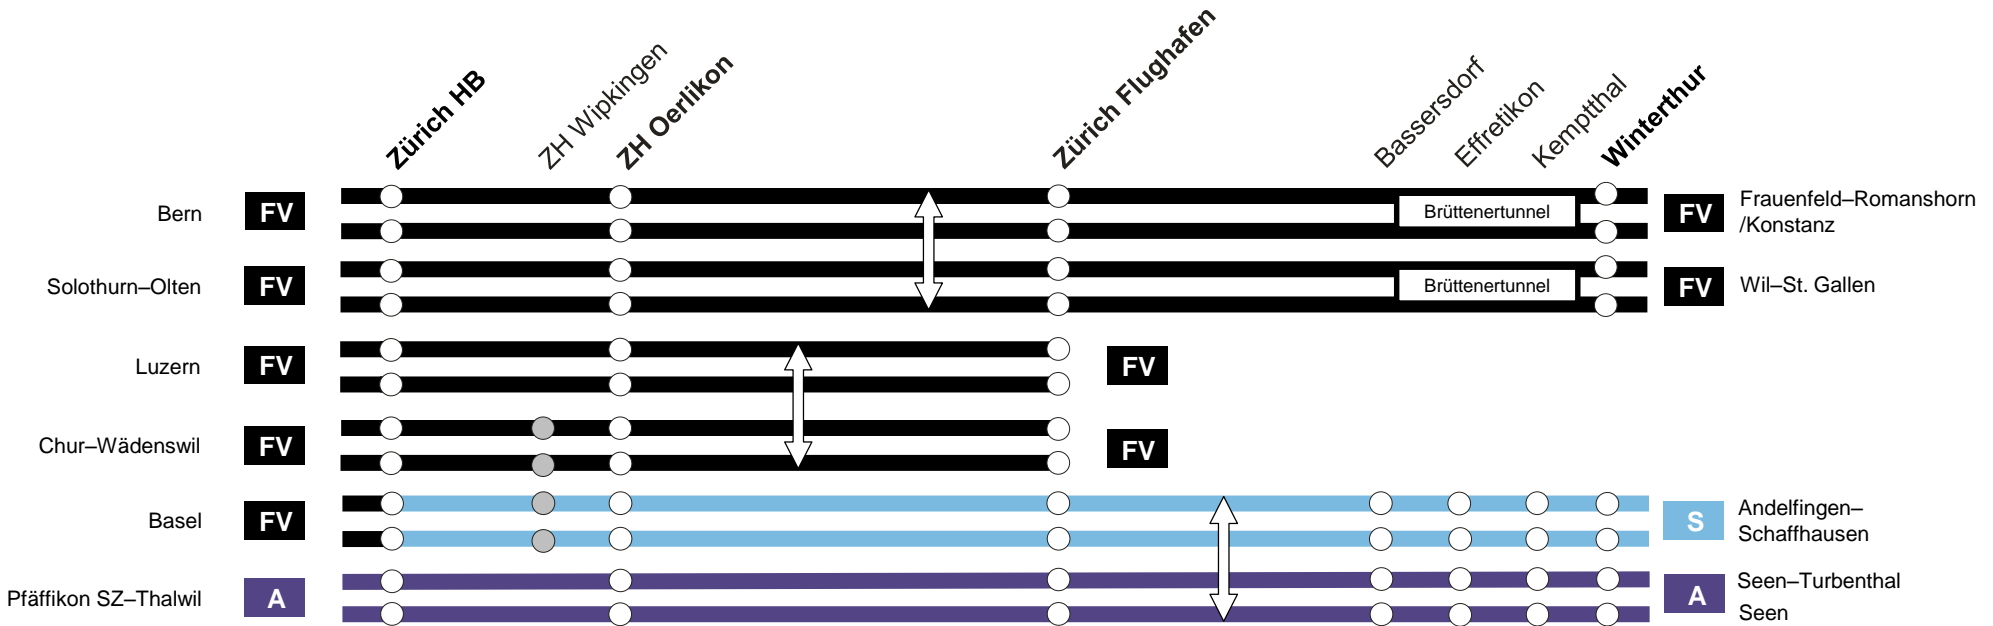 Zürich HB
ZH Wipkingen
ZH Oerlikon
Zürich Flughafen
Bassersdorf
Effretikon
Kemptthal
Winterthur
Bern
FV
Brüttenertunnel
FV
Frauenfeld–Romanshorn
/Konstanz
Solothurn–Olten
FV
Brüttenertunnel
FV
Wil–St. Gallen
Luzern
FV
FV
Chur–Wädenswil
FV
FV
Basel
FV
S
Andelfingen–
Schaffhausen
Pfäffikon SZ–Thalwil
A
A
Seen–Turbenthal
Seen